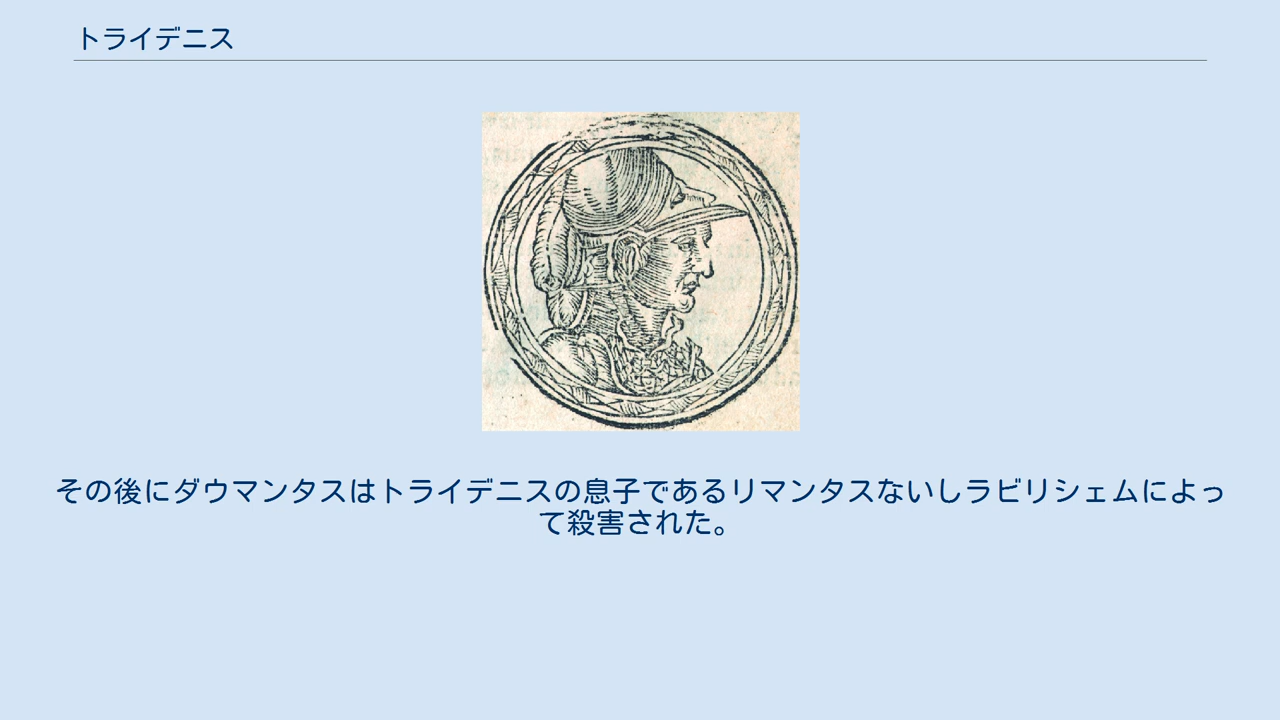 トライデニス
その後にダウマンタスはトライデニスの息子であるリマンタスないしラビリシェムによっ
て殺害された。